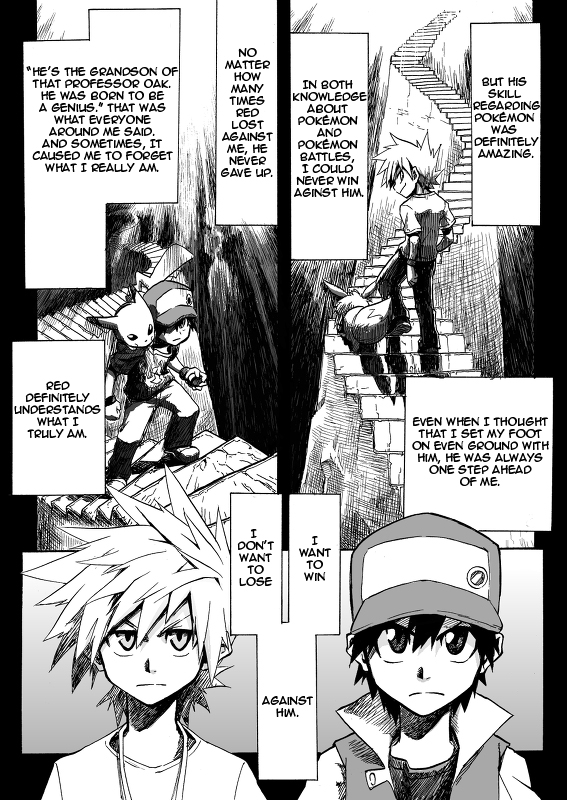 BUT HIS
SKILL
REGARDING
POKÉMON
WAS
DEFINITELY
AMAZING.
IN BOTH
KNOWLEDGE
ABOUT
POKÉMON
AND
POKÉMON
BATTLES,
I COULD
NEVER WIN
AGINST HIM.
EVEN WHEN I THOUGHT
THAT I SET MY FOOT
ON EVEN GROUND WITH
HIM, HE WAS ALWAYS
ONE STEP AHEAD
OF ME.
NO
MATTER
HOW
MANY
TIMES
RED
LOST
AGAINST
ME, HE
NEVER
GAVE UP.
"HE'S THE GRANDSON OF
THAT PROFESSOR OAK.
HE WAS BORN TO BE
A GENIUS." THAT WAS
WHAT EVERYONE
AROUND ME SAID.
AND SOMETIMES, IT
CAUSED ME TO FORGET
WHAT I REALLY AM.
RED
DEFINITELY
UNDERSTANDS
WHAT I
TRULY AM.
I
WANT
TO
WIN
I
DON'T
WANT
TO
LOSE
AGAINST
HIM.